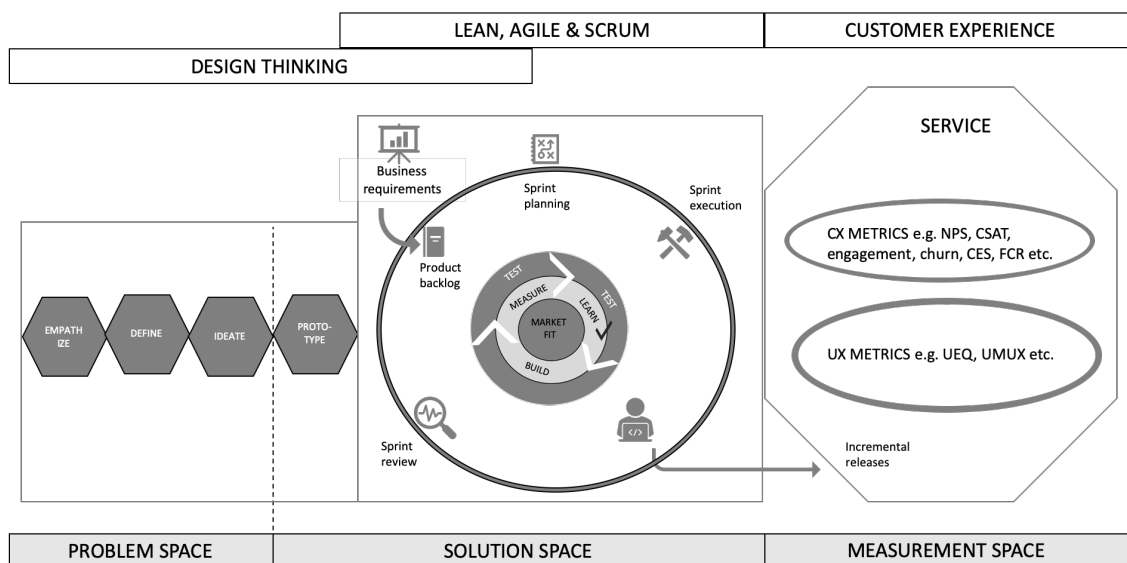 LEAN, AGILE & SCRUM
CUSTOMER EXPERIENCE
DESIGN THINKING
Business
requirements
Sprint
planning
Sprint
execution
Product
backlog
TEST
TEST
MEASURE
LEARN
MARKET
FIT
BUILD
EMPATH
IZE
DEFINE
IDEATE
PROTO-
TYPE
Sprint
review
SERVICE
CX METRICS e.g. NPS, CSAT,
engagement, churn, CES, FCR etc.
UX METRICS e.g. UEQ, UMUX etc.
Incremental
releases
PROBLEM SPACE
SOLUTION SPACE
MEASUREMENT SPACE